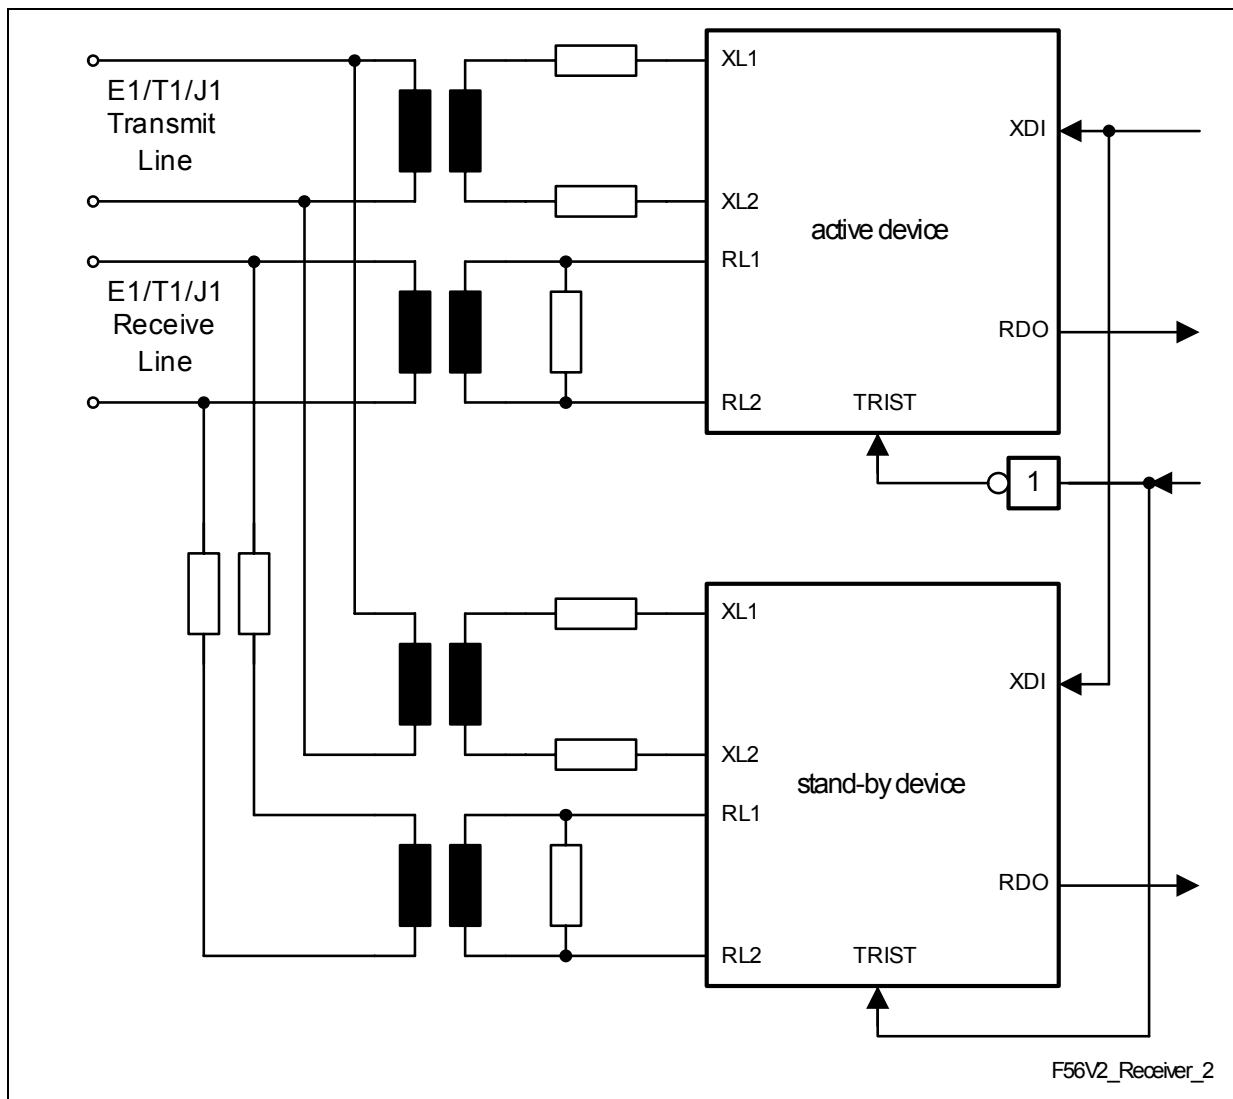 E1/T1/J1
Transmit
Line
E1/T1/J1
Receive
Line
XL1
XDI
XL2
active device
RL1
RDO
RL2
TRIST
1
XL1
XDI
XL2
stand-by device
RL1
RDO
RL2
TRIST
F56V2_Receiver_2